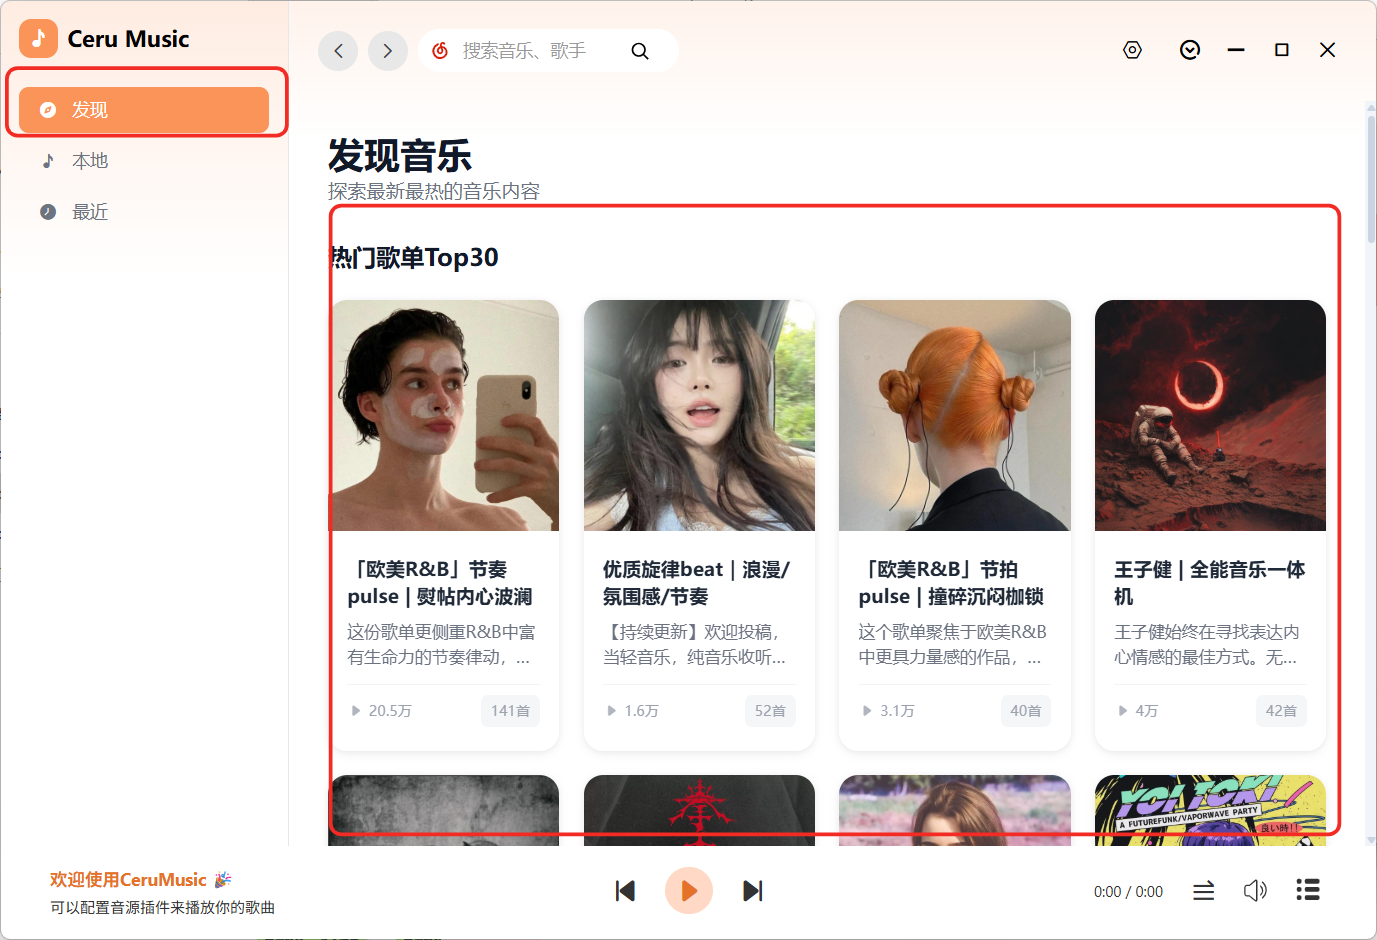 Ceru Music
搜索音乐、歌手
发现
本地
最近
发现音乐
探索最新最热的音乐内容
热门歌单Top30
「欧美R&B」节奏
pulse | 熨帖内心波澜
这份歌单更侧重R&B中富
有生命力的节奏律动，...
20.5万
141首
优质旋律beat | 浪漫/
氛围感/节奏
【持续更新】欢迎投稿，
当轻音乐，纯音乐收听...
1.6万
52首
「欧美R&B」节拍
pulse | 撞碎沉闷枷锁
这个歌单聚焦于欧美R&B
中更具力量感的作品，...
3.1万
40首
王子健 | 全能音乐一体
机
王子健始终在寻找表达内
心情感的最佳方式。无...
4万
42首
YOI TOKI!
A FUTUREFUNK/VAPORWAVE PARTY
良い時!!
欢迎使用CeruMusic 🎉
可以配置音源插件来播放你的歌曲
0:00 / 0:00